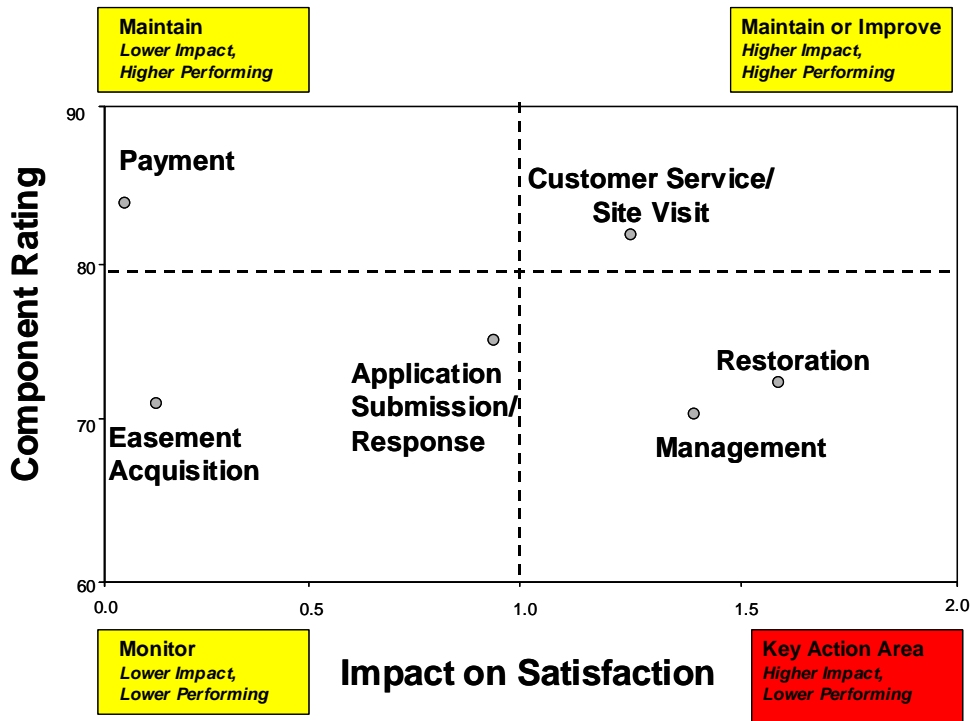 Maintain
Lower Impact,
Higher Performing
Maintain or Improve
Higher Impact,
Higher Performing
Component Rating
90
80
70
60
Payment
Customer Service/
Site Visit
Application
Submission/
Response
Restoration
Easement
Acquisition
Management
0.0
0.5
1.0
1.5
2.0
Monitor
Lower Impact,
Lower Performing
Impact on Satisfaction
Key Action Area
Higher Impact,
Lower Performing